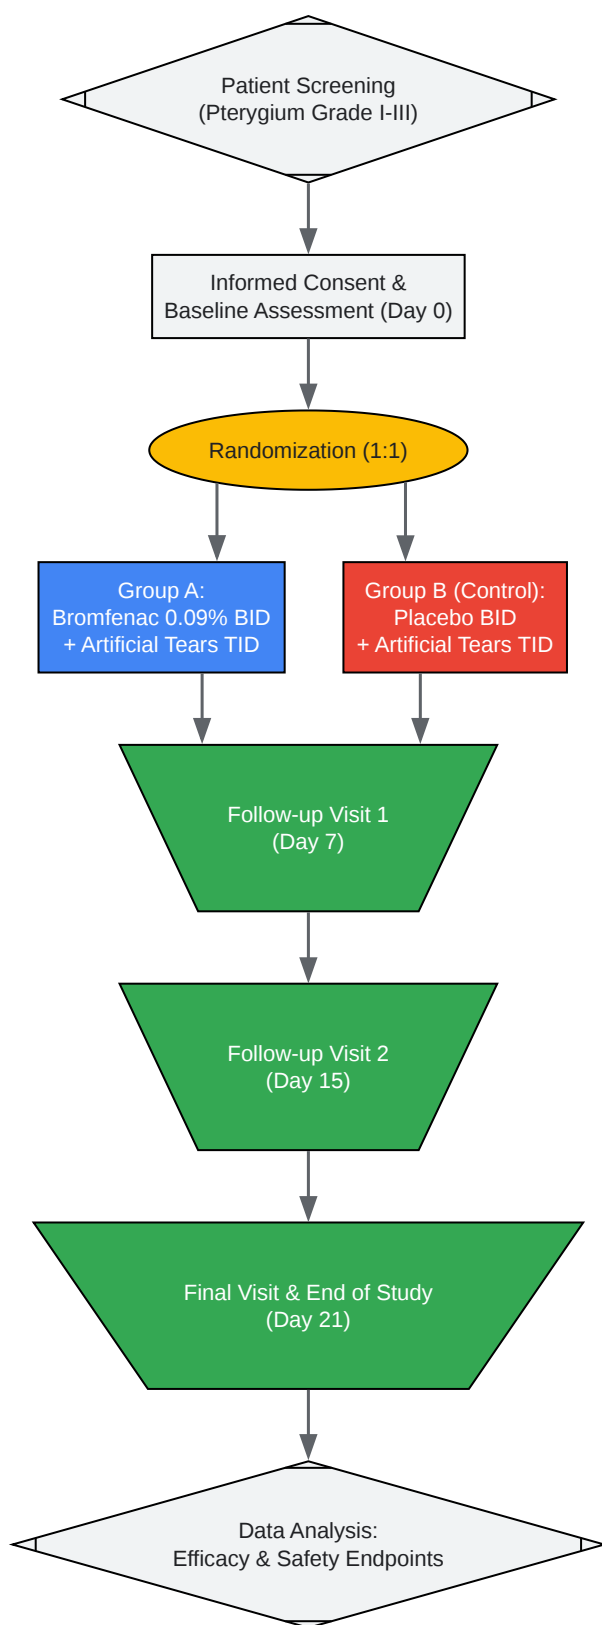 Patient Screening
(Pterygium Grade I-III)
Informed Consent &
Baseline Assessment (Day 0)
Randomization (1:1)
Group A:
Bromfenac 0.09% BID
+ Artificial Tears TID
Group B (Control):
Placebo BID
+ Artificial Tears TID
Follow-up Visit 1
(Day 7)
Follow-up Visit 2
(Day 15)
Final Visit & End of Study
(Day 21)
Data Analysis:
Efficacy & Safety Endpoints